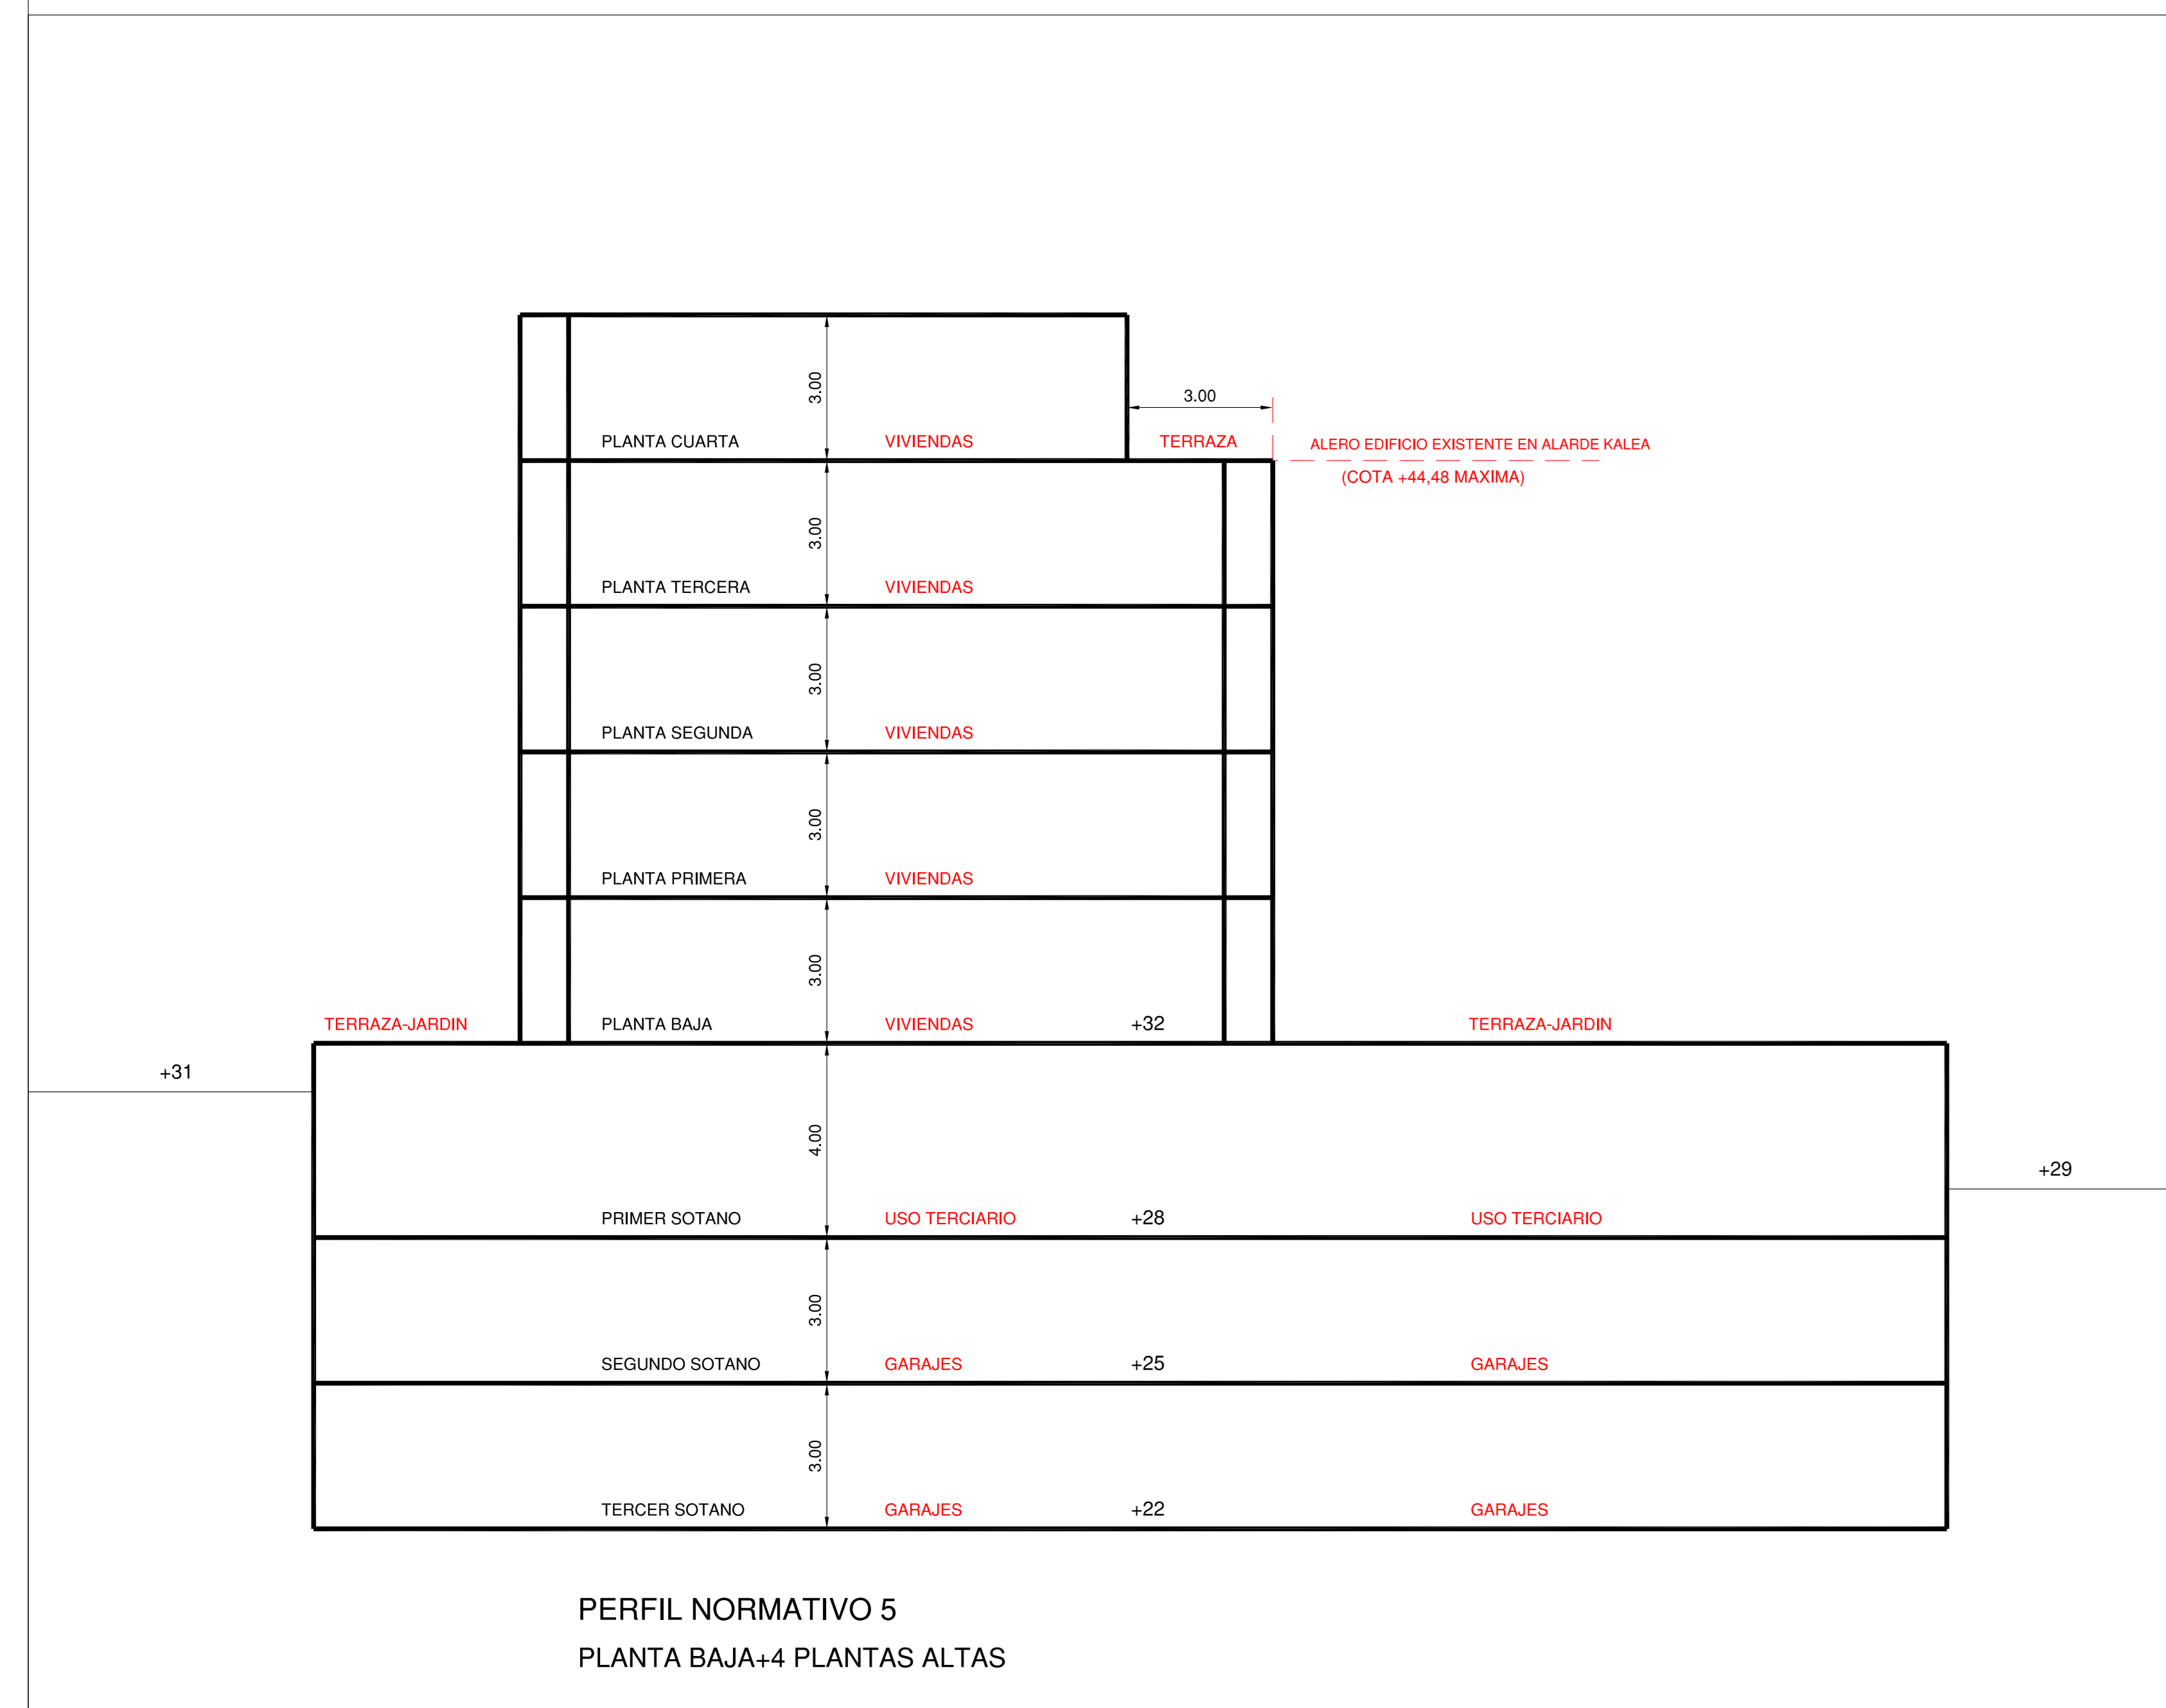 3.00
3.00
PLANTA CUARTA VIVIENDAS TERRAZA ALERO EDIFICIO EXISTENTE EN ALARDE KALEA
(COTA +44,48 MAXIMA)
3.00
PLANTA TERCERA VIVIENDAS
3.00
PLANTA SEGUNDA VIVIENDAS
3.00
PLANTA PRIMERA VIVIENDAS
3.00
TERRAZA-JARDIN PLANTA BAJA VIVIENDAS +32 TERRAZA-JARDIN
+31
4.00
+29
PRIMER SOTANO USO TERCIARIO +28 USO TERCIARIO
3.00
SEGUNDO SOTANO GARAJES +25 GARAJES
3.00
TERCER SOTANO GARAJES +22 GARAJES
PERFIL NORMATIVO 5
PLANTA BAJA+4 PLANTAS ALTAS